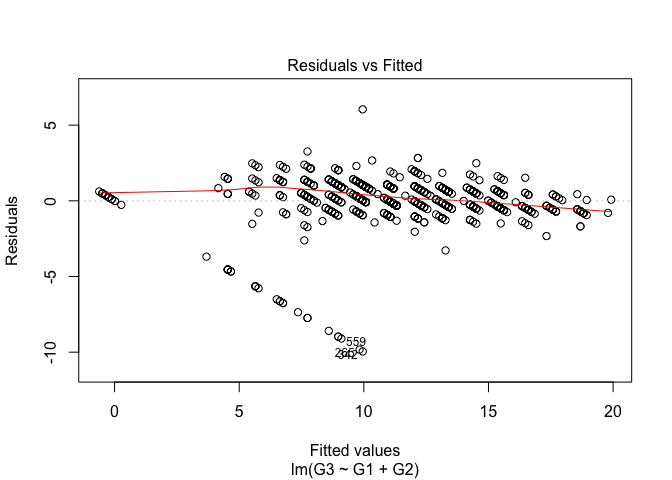 Residuals vs Fitted
Residuals
5
0
-5
-10
559
342
0 5 10 15 20
Fitted values
lm(G3 ~ G1 + G2)